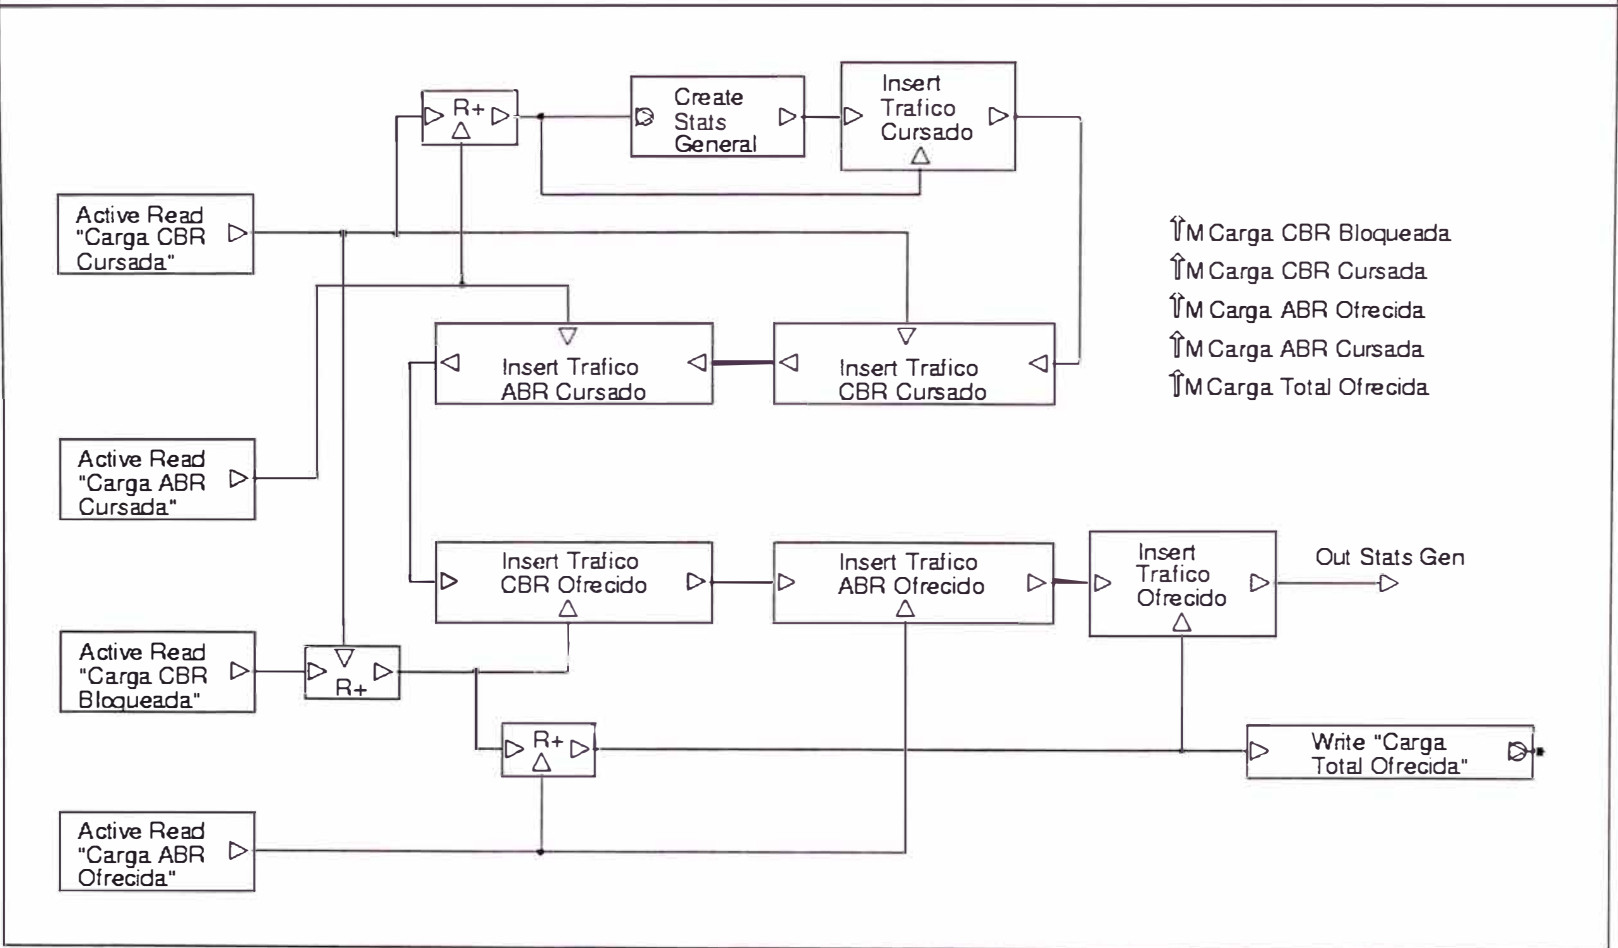 R+
Create
Stats
General
Insert
Trafico
Cursado
Active Read
"Carga CBR
Cursada"
M Carga CBR Bloqueada
M Carga CBR Cursada
M Carga ABR Ofrecida
M Carga ABR Cursada
M Carga Total Ofrecida
Insert Trafico
ABR Cursado
Insert Trafico
CBR Cursado
Active Read
"Carga ABR
Cursada"
Insert Trafico
CBR Ofrecido
Insert Trafico
ABR Ofrecido
Insert
Trafico
Ofrecido
Out Stats Gen
Active Read
"Carga CBR
Bloqueada"
R+
R+
Write "Carga
Total Ofrecida"
Active Read
"Carga ABR
Ofrecida"